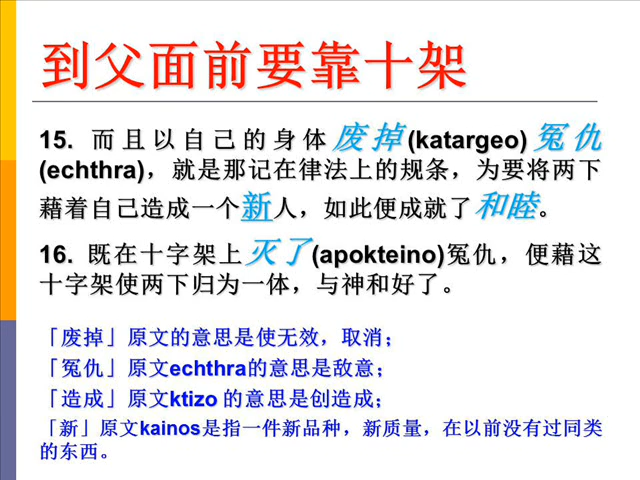 到父面前要靠十架
15. 而且以自己的身体废掉(katargeo)冤仇
(echthra)，就是那记在律法上的规条，为要将两下
藉着自己造成一个新人，如此便成就了和睦。
16. 既在十字架上灭了(apokteino)冤仇，便藉这
十字架使两下归为一体，与神和好了。
「废掉」原文的意思是使无效，取消；
「冤仇」原文echthra的意思是敌意；
「造成」原文ktizo 的意思是创造成；
「新」原文kainos是指一件新品种，新质量，在以前没有过同类
的东西。